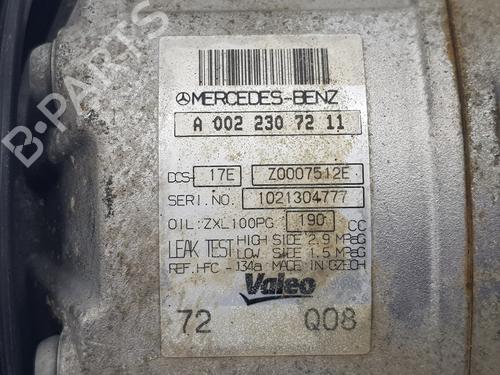 MERCEDES-BENZ
A 002 230 72 11
DCS- 17E Z0007512E
SERI.NO. 1021304777
OIL:ZXL100PG 190 CC
LEAK TEST HIGH SIDE 2.9 MPaG
LOW SIDE 1.5 MPaG
REF.HFC -134a MADE IN CZECH
Valeo
72 Q08
B-PARTS